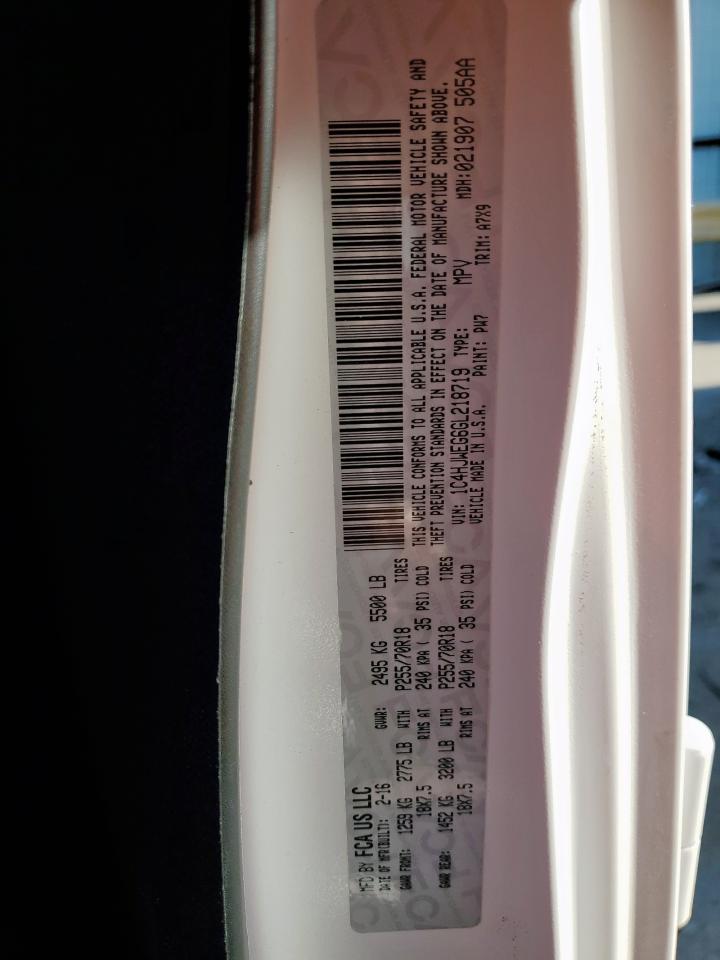 MFD BY FCA US LLC
DATE OF MFR(BUILT): 2-16 GVWR: 2495 KG 5500 LB
GAWR FRONT: 1259 KG 2775 LB WITH P255/70R18 TIRES
18X7.5 RIMS AT 240 KPA ( 35 PSI) COLD
GAWR REAR: 1452 KG 3200 LB WITH P255/70R18 TIRES
18X7.5 RIMS AT 240 KPA ( 35 PSI) COLD
THIS VEHICLE CONFORMS TO ALL APPLICABLE U.S.A. FEDERAL MOTOR VEHICLE SAFETY AND
THEFT PREVENTION STANDARDS IN EFFECT ON THE DATE OF MANUFACTURE SHOWN ABOVE.
VIN: 1C4HJWEG6GL218719 TYPE: MPV MDH:021907 505AA
VEHICLE MADE IN U.S.A. PAINT: PW7 TRIM: A7X9